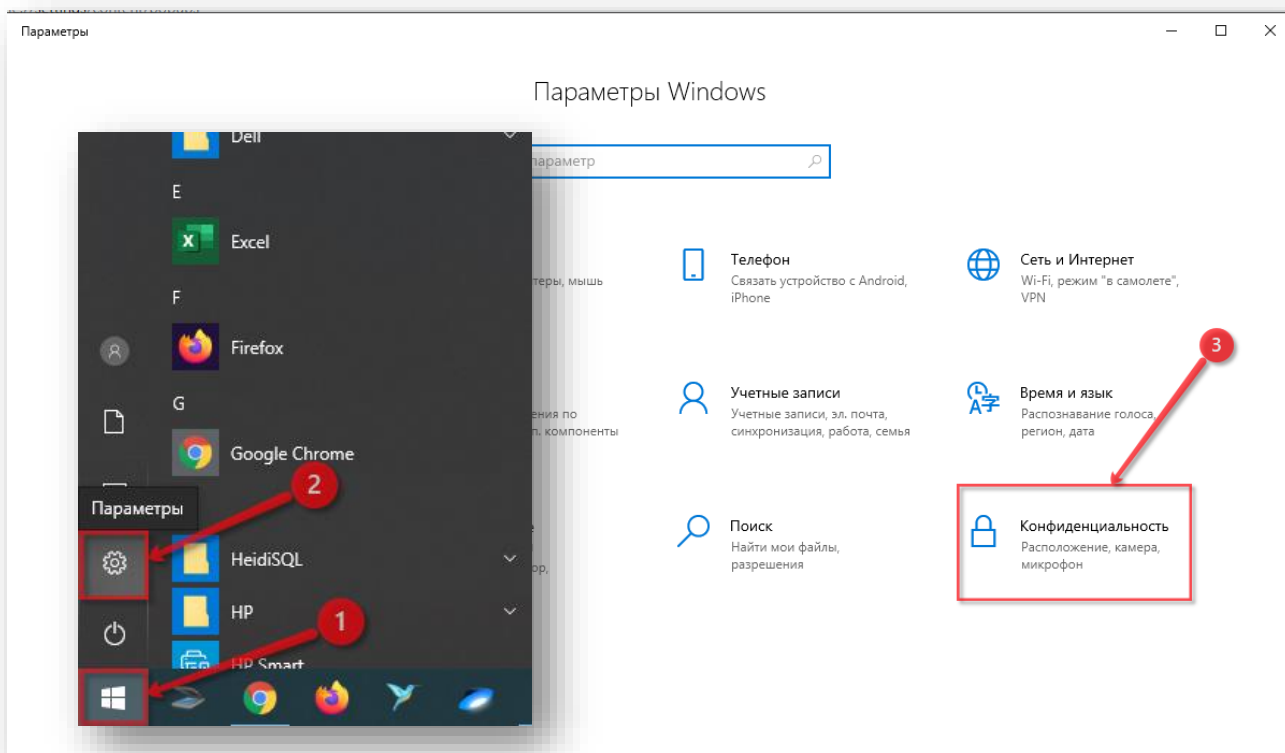 Параметры
Параметры Windows
параметр
Dell
E
Excel
F
Firefox
G
Google Chrome
2
Параметры
HeidiSQL
HP
1
HP Smart
теры, мышь
Телефон
Связать устройство с Android,
iPhone
Сеть и Интернет
Wi-Fi, режим "в самолете",
VPN
3
ения по
п. компоненты
Учетные записи
Учетные записи, эл. почта,
синхронизация, работа, семья
Время и язык
Распознавание голоса,
регион, дата
ор,
Поиск
Найти мои файлы,
разрешения
Конфиденциальность
Расположение, камера,
микрофон